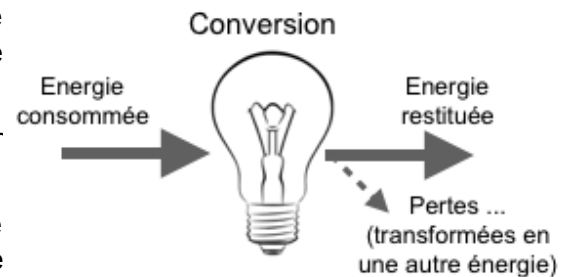 Conversion
Energie
consommée
Energie
restituée
Pertes ...
(transformées en
une autre énergie)